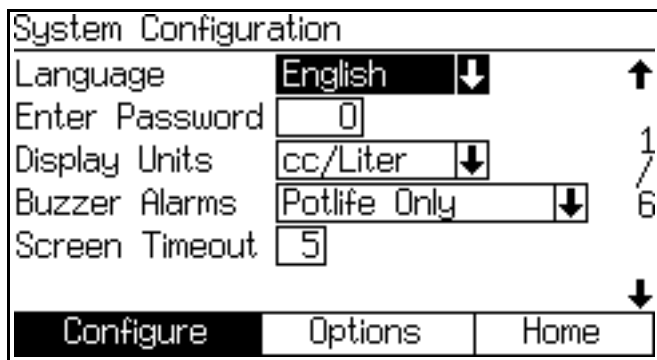 System Configuration
Language English
Enter Password 0
Display Units cc/Liter
1
/
6
Buzzer Alarms Potlife Only
Screen Timeout 5
Configure Options Home